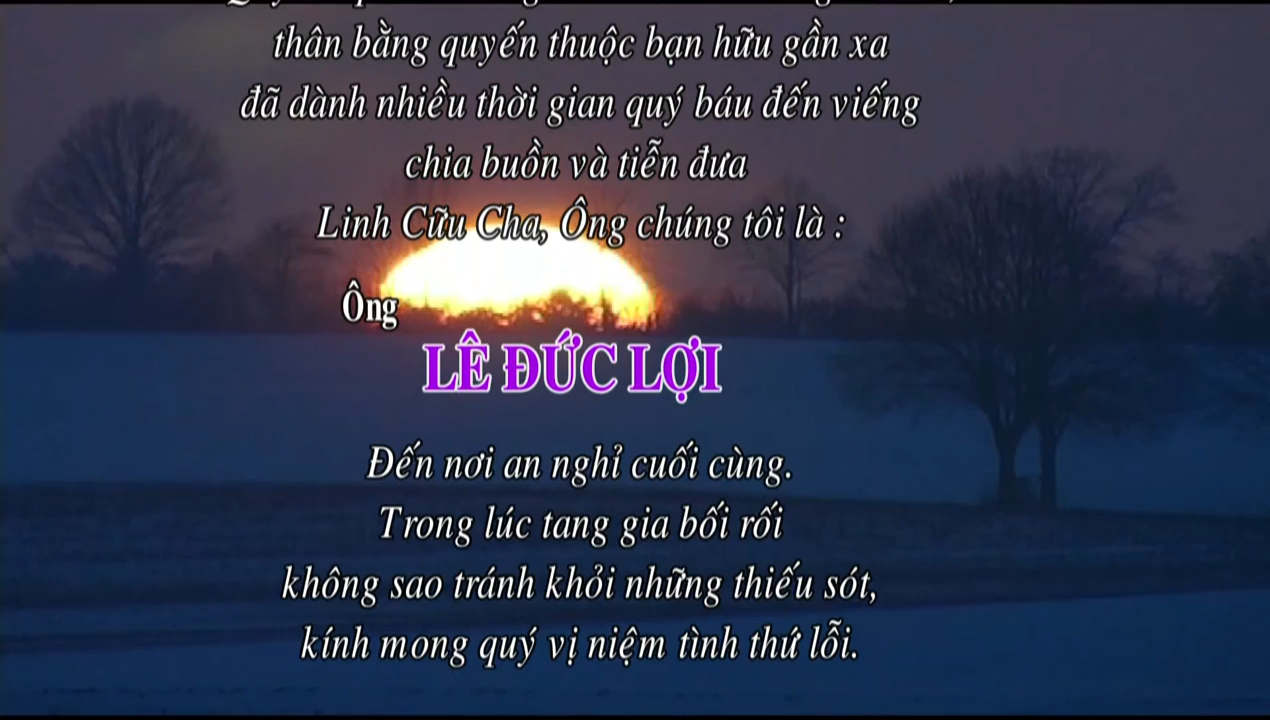 thân bằng quyến thuộc bạn hữu gần xa
đã dành nhiều thời gian quý báu đến viếng
chia buồn và tiễn đưa
Linh Cữu Cha, Ông chúng tôi là :
Ông
LÊ ĐỨC LỢI
Đến nơi an nghỉ cuối cùng.
Trong lúc tang gia bối rối
không sao tránh khỏi những thiếu sót,
kính mong quý vị niệm tình thứ lỗi.